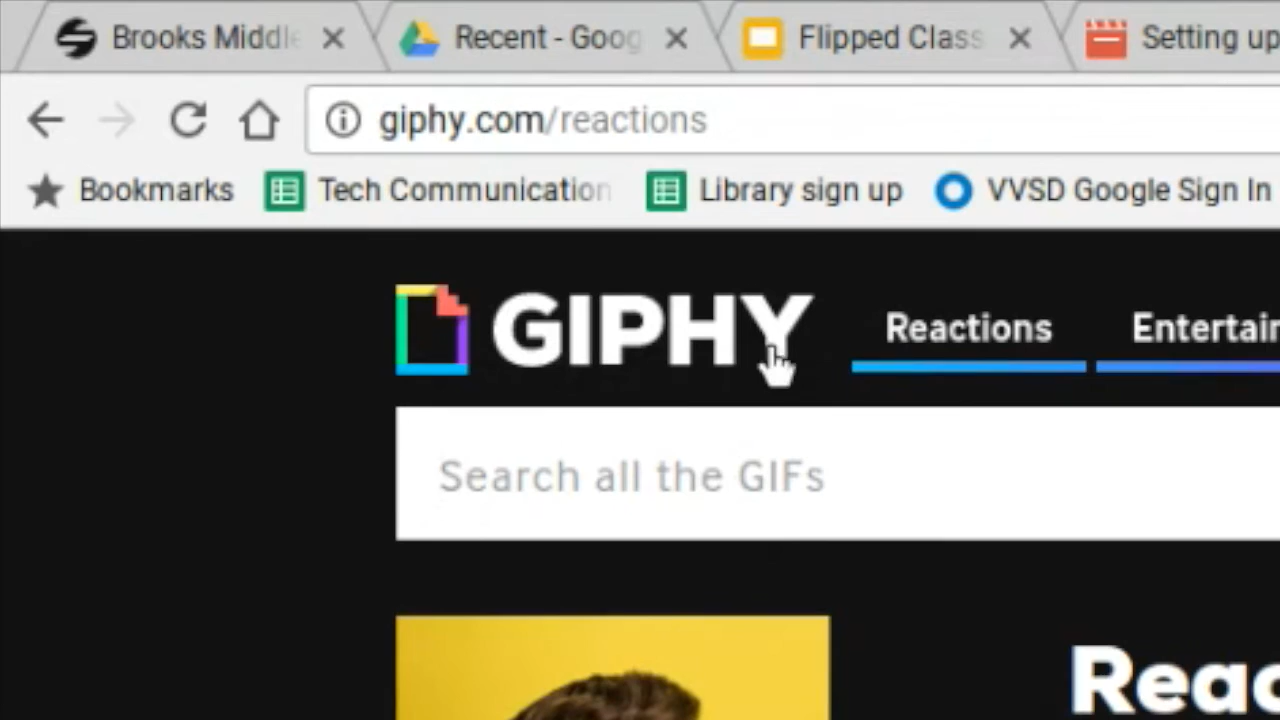 Brooks Middle Recent - Goog Flipped Class Setting up
giphy.com/reactions
Bookmarks Tech Communication Library sign up VVSD Google Sign In
GIPHY Reactions Entertain
Search all the GIFs
Reac